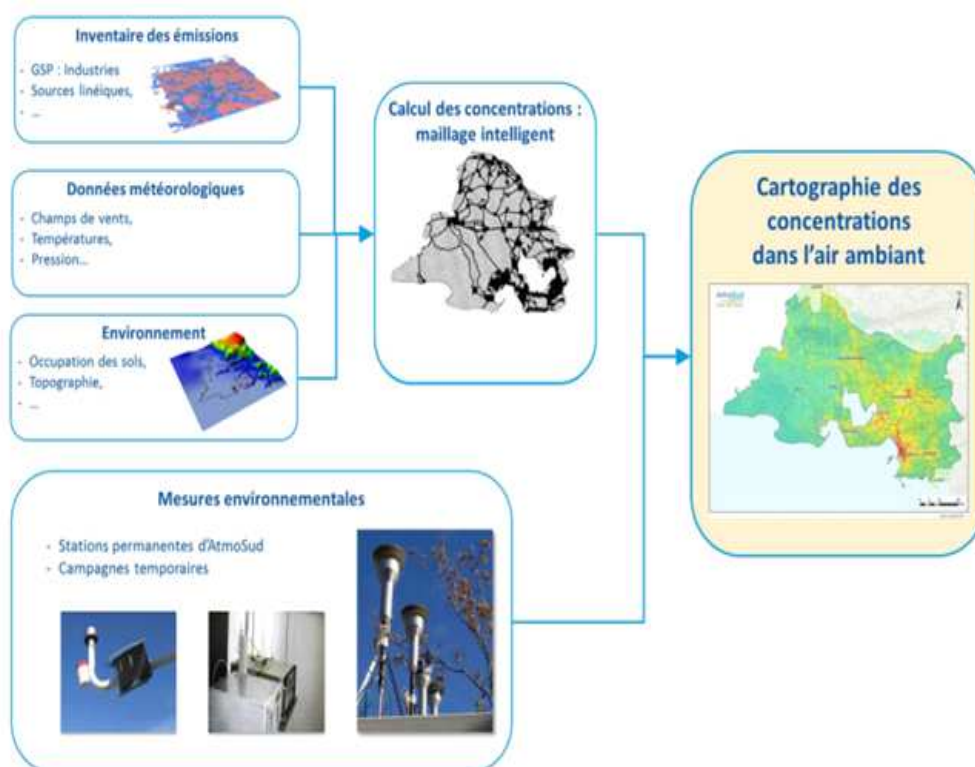 Inventaire des émissions
- GSP : Industries
- Sources linéiques,
- ...
Données météorologiques
- Champs de vents,
- Températures,
- Pression...
Environnement
- Occupation des sols,
- Topographie,
- ...
Calcul des concentrations :
maillage intelligent
Mesures environnementales
- Stations permanentes d'AtmoSud
- Campagnes temporaires
Cartographie des
concentrations
dans l'air ambiant
AtmoSud